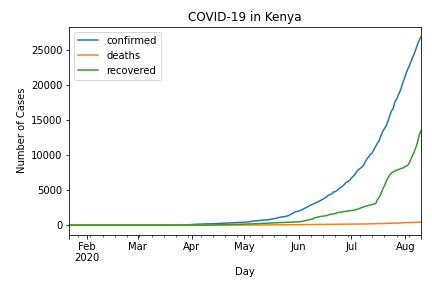 COVID-19 in Kenya
confirmed
deaths
recovered
Number of Cases
25000
20000
15000
10000
5000
0
Feb Mar Apr May Jun Jul Aug
2020
Day